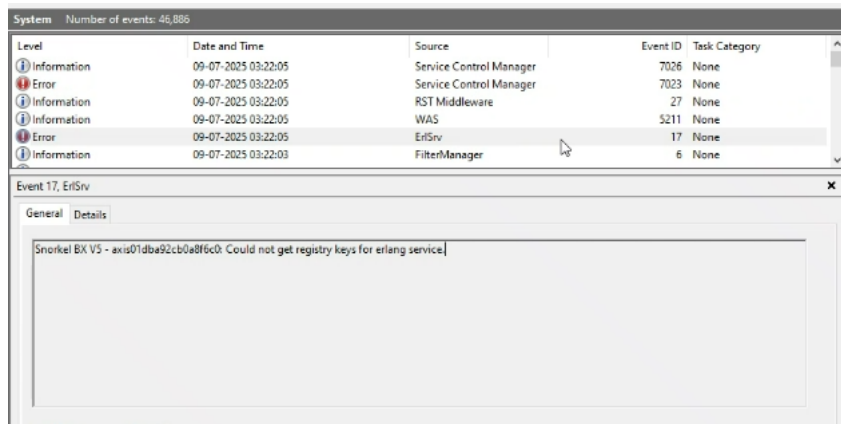 System Number of events: 46,886
Level Date and Time Source Event ID Task Category
Information 09-07-2025 03:22:05 Service Control Manager 7026 None
Error 09-07-2025 03:22:05 Service Control Manager 7023 None
Information 09-07-2025 03:22:05 RST Middleware 27 None
Information 09-07-2025 03:22:05 WAS 5211 None
Error 09-07-2025 03:22:05 ErlSrv 17 None
Information 09-07-2025 03:22:03 FilterManager 6 None
Event 17, ErlSrv
General Details
Snorkel BX V5 - axis01dba92cb0a8f6c0: Could not get registry keys for erlang service.